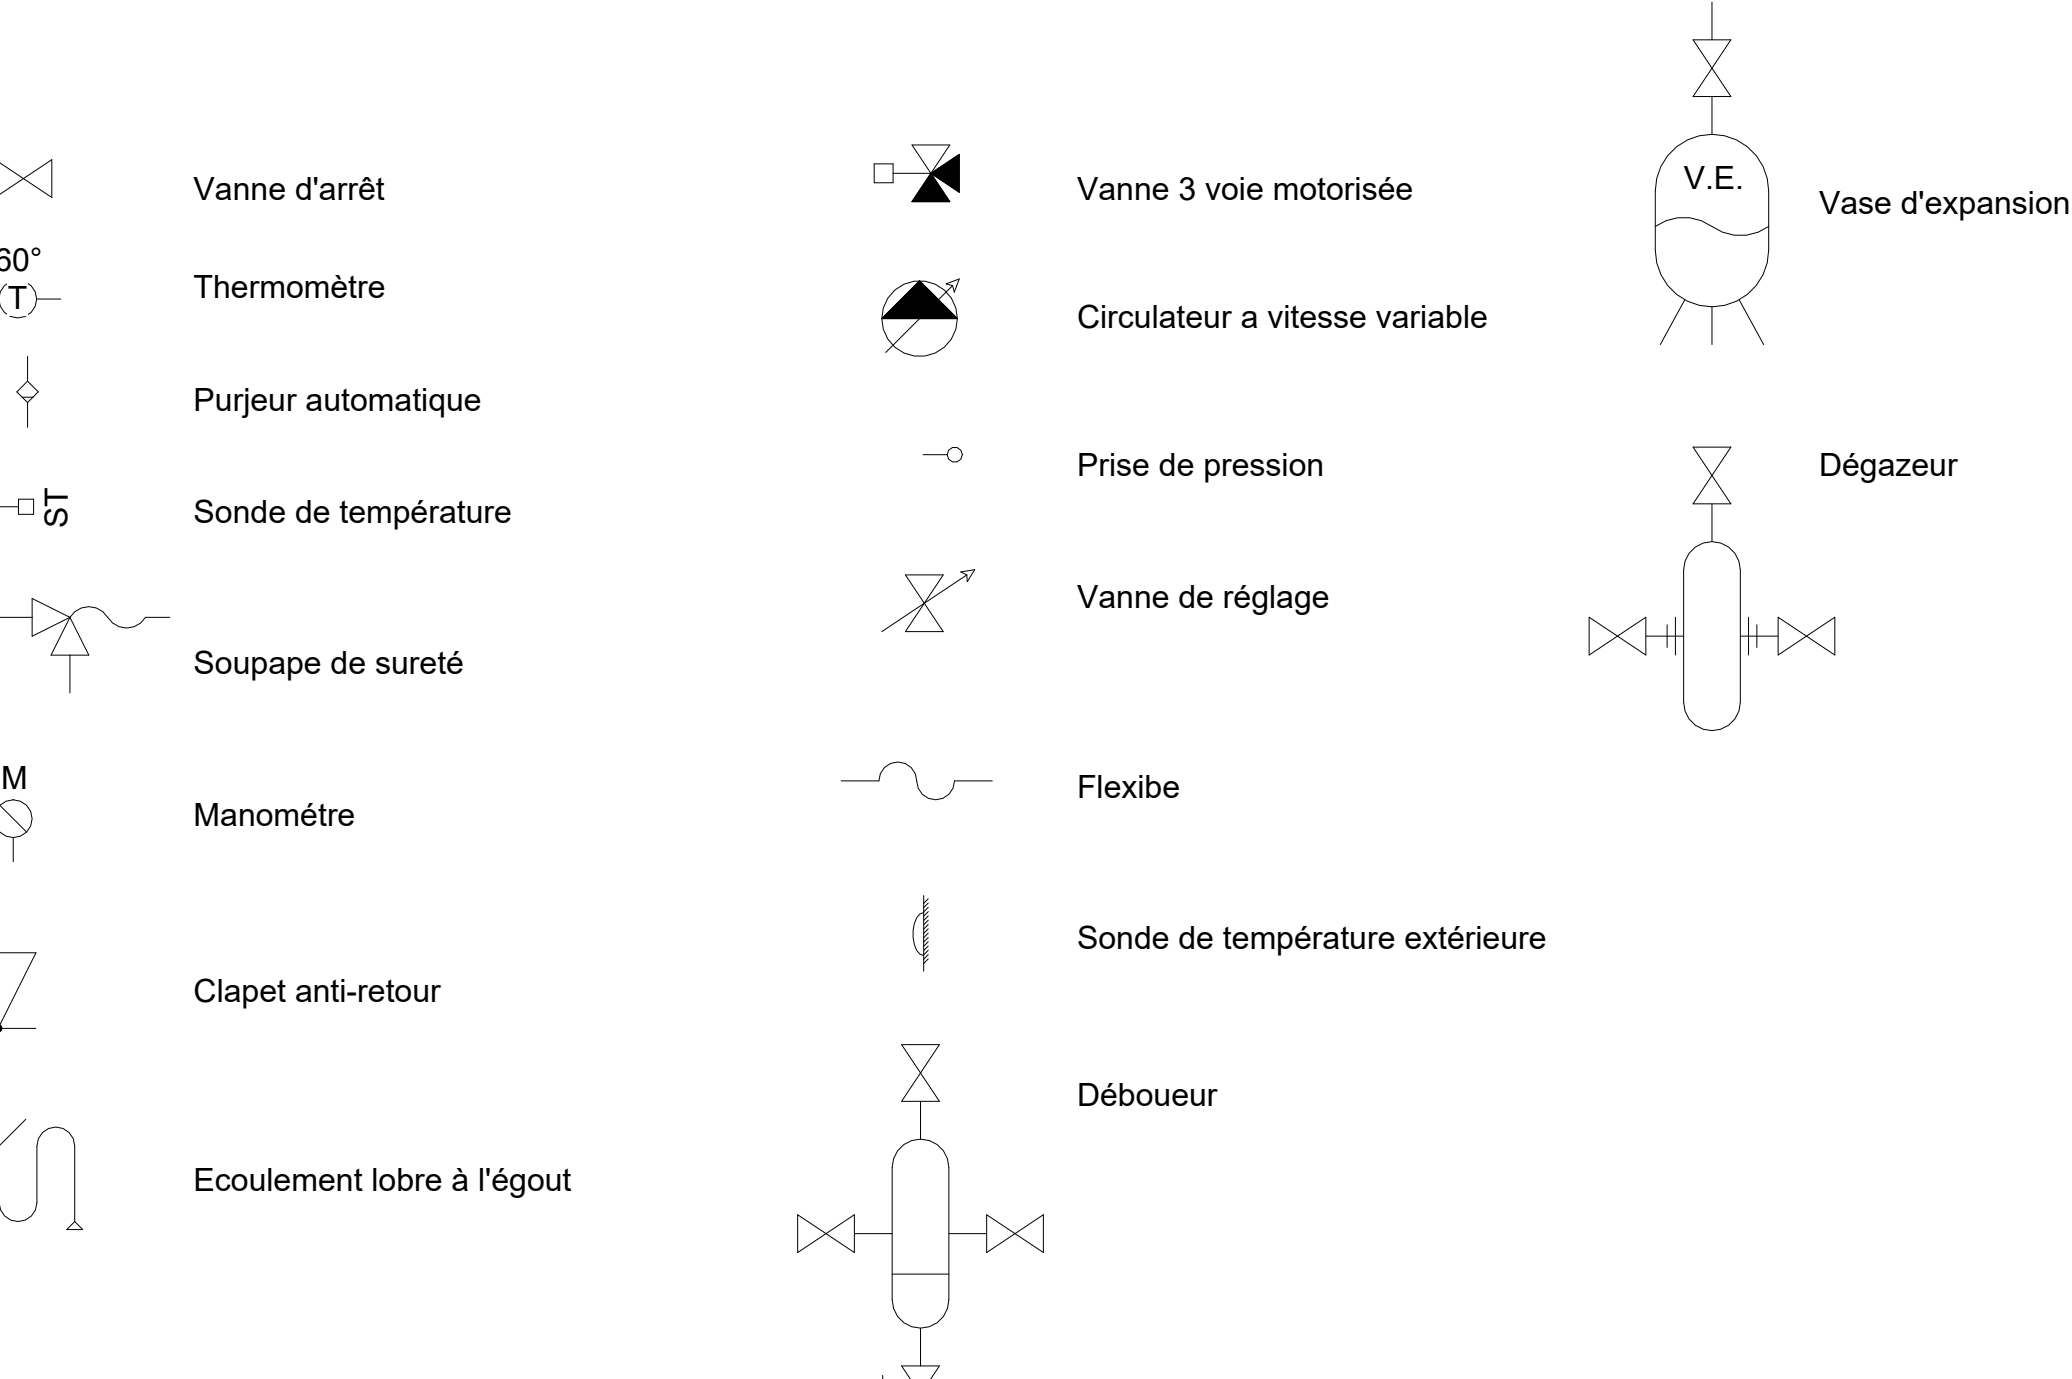 Vanne d'arrêt
60°
T
Thermomètre
Purjeur automatique
ST
Sonde de température
Soupape de sureté
M
Manométre
Clapet anti-retour
Ecoulement lobre à l'égout
Vanne 3 voie motorisée
Circulateur a vitesse variable
Prise de pression
Vanne de réglage
Flexibe
Sonde de température extérieure
Déboueur
V.E.
Vase d'expansion
Dégazeur